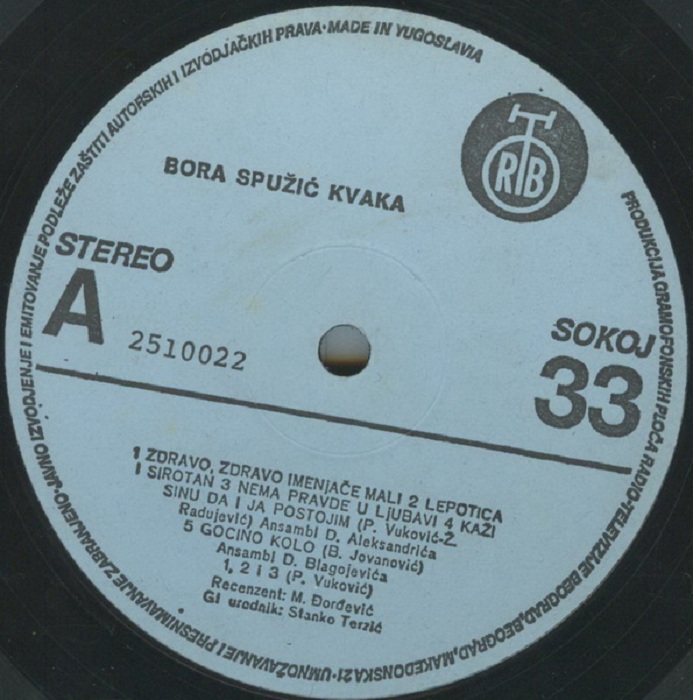 UMNOŽAVANJE I PRESNIMAVANJE ZABRANJENO·JAVNO IZVODJENJE I EMITOVANJE PODLEŽE ZAŠTITI AUTORSKIH I IZVODJAČKIH PRAVA·MADE IN YUGOSLAVIA
PRODUKCIJA GRAMOFONSKIH PLOČA RADIO-TELEVIZIJE BEOGRAD, BEOGRAD, MAKEDONSKA 21·
RTB
BORA SPUŽIĆ KVAKA
STEREO
A
2510022
SOKOJ
33
1 ZDRAVO, ZDRAVO IMENJAČE MALI 2 LEPOTICA
I SIROTAN 3 NEMA PRAVDE U LJUBAVI 4 KAŽI
SINU DA I JA POSTOJIM (P. Vuković-Ž.
Radujević) Ansambl D. Aleksandrića
5 GOCINO KOLO (B. Jovanović)
Ansambl D. Blagojevića
1, 2 i 3 (P. Vuković)
Recenzent: M. Đorđević
Gl urednik: Stanko Terzić